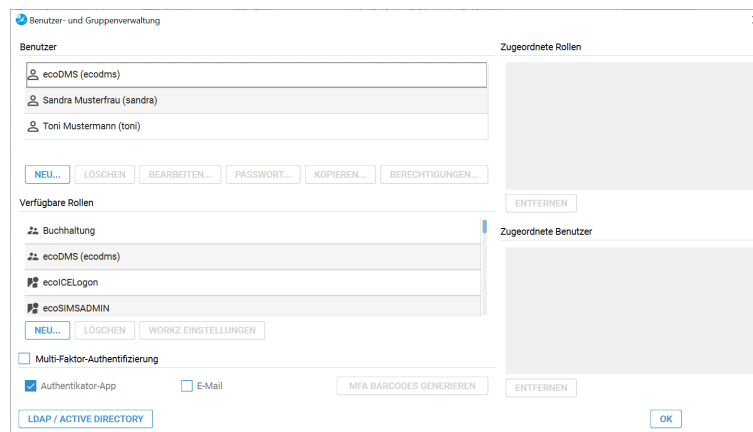 Benutzer- und Gruppenverwaltung
Benutzer
Zugeordnete Rollen
ecoDMS (ecodms)
Sandra Musterfrau (sandra)
Toni Mustermann (toni)
NEU... LÖSCHEN BEARBEITEN... PASSWORT... KOPIEREN... BERECHTIGUNGEN...
ENTFERNEN
Verfügbare Rollen
Zugeordnete Benutzer
Buchhaltung
ecoDMS (ecodms)
ecoICELogon
ecoSIMSADMIN
NEU... LÖSCHEN WORKZ EINSTELLUNGEN
Multi-Faktor-Authentifizierung
Authentikator-App E-Mail MFA BARCODES GENERIEREN
ENTFERNEN
LDAP / ACTIVE DIRECTORY OK